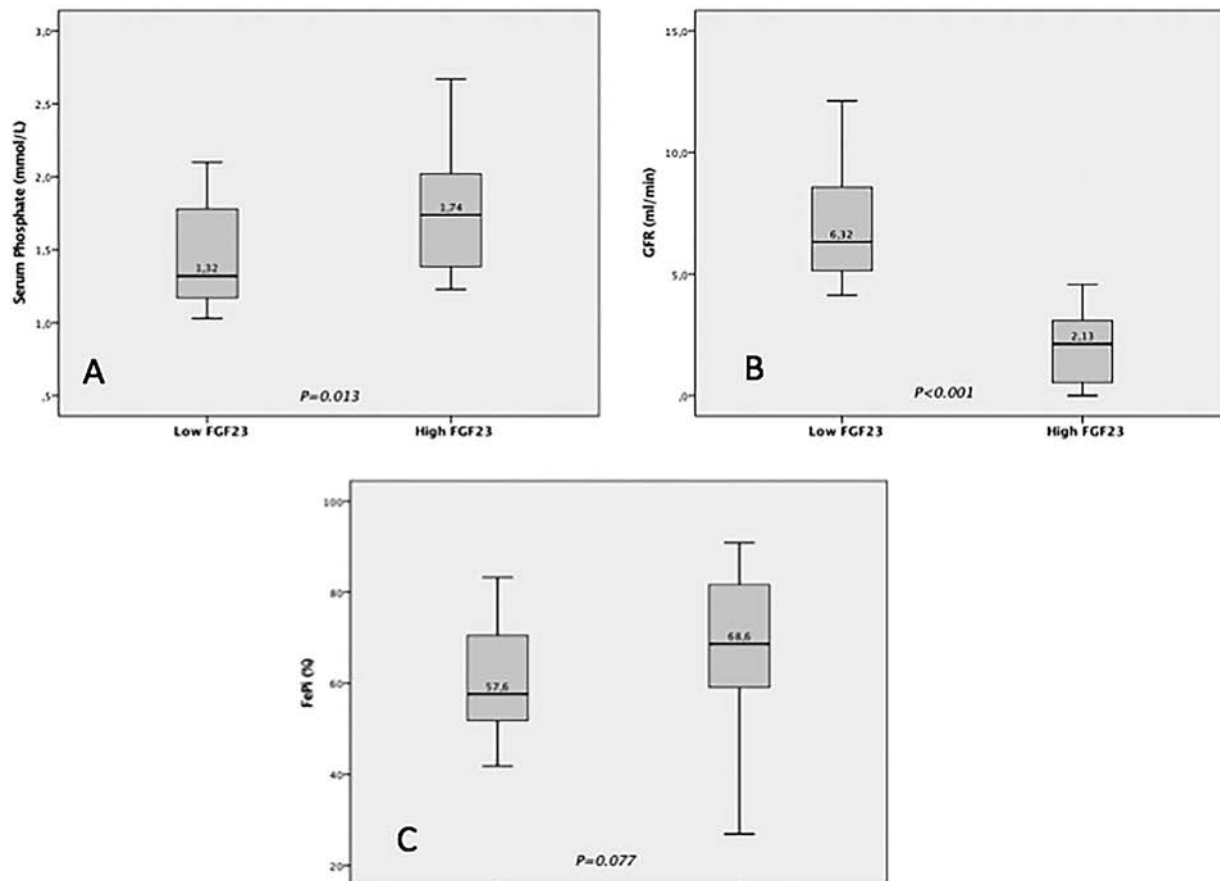 3,0
2,5
2,0
1,5
1,0
,5
Serum Phosphate (mmol/L)
1,32
1,74
A
P=0.013
Low FGF23
High FGF23
15,0
10,0
5,0
,0
GFR (ml/min)
6,32
2,13
B
P<0.001
Low FGF23
High FGF23
100
80
60
40
20
FePi (%)
57,6
68,6
C
P=0.077